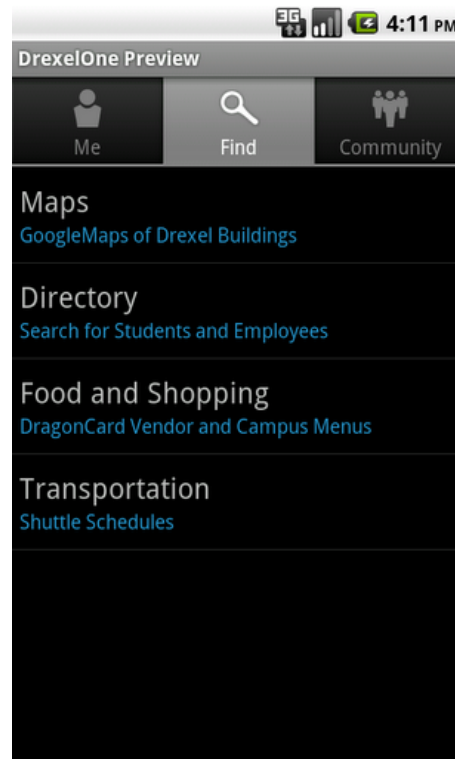 3G 4:11 PM
DrexelOne Preview
Me Find Community
Maps
GoogleMaps of Drexel Buildings
Directory
Search for Students and Employees
Food and Shopping
DragonCard Vendor and Campus Menus
Transportation
Shuttle Schedules